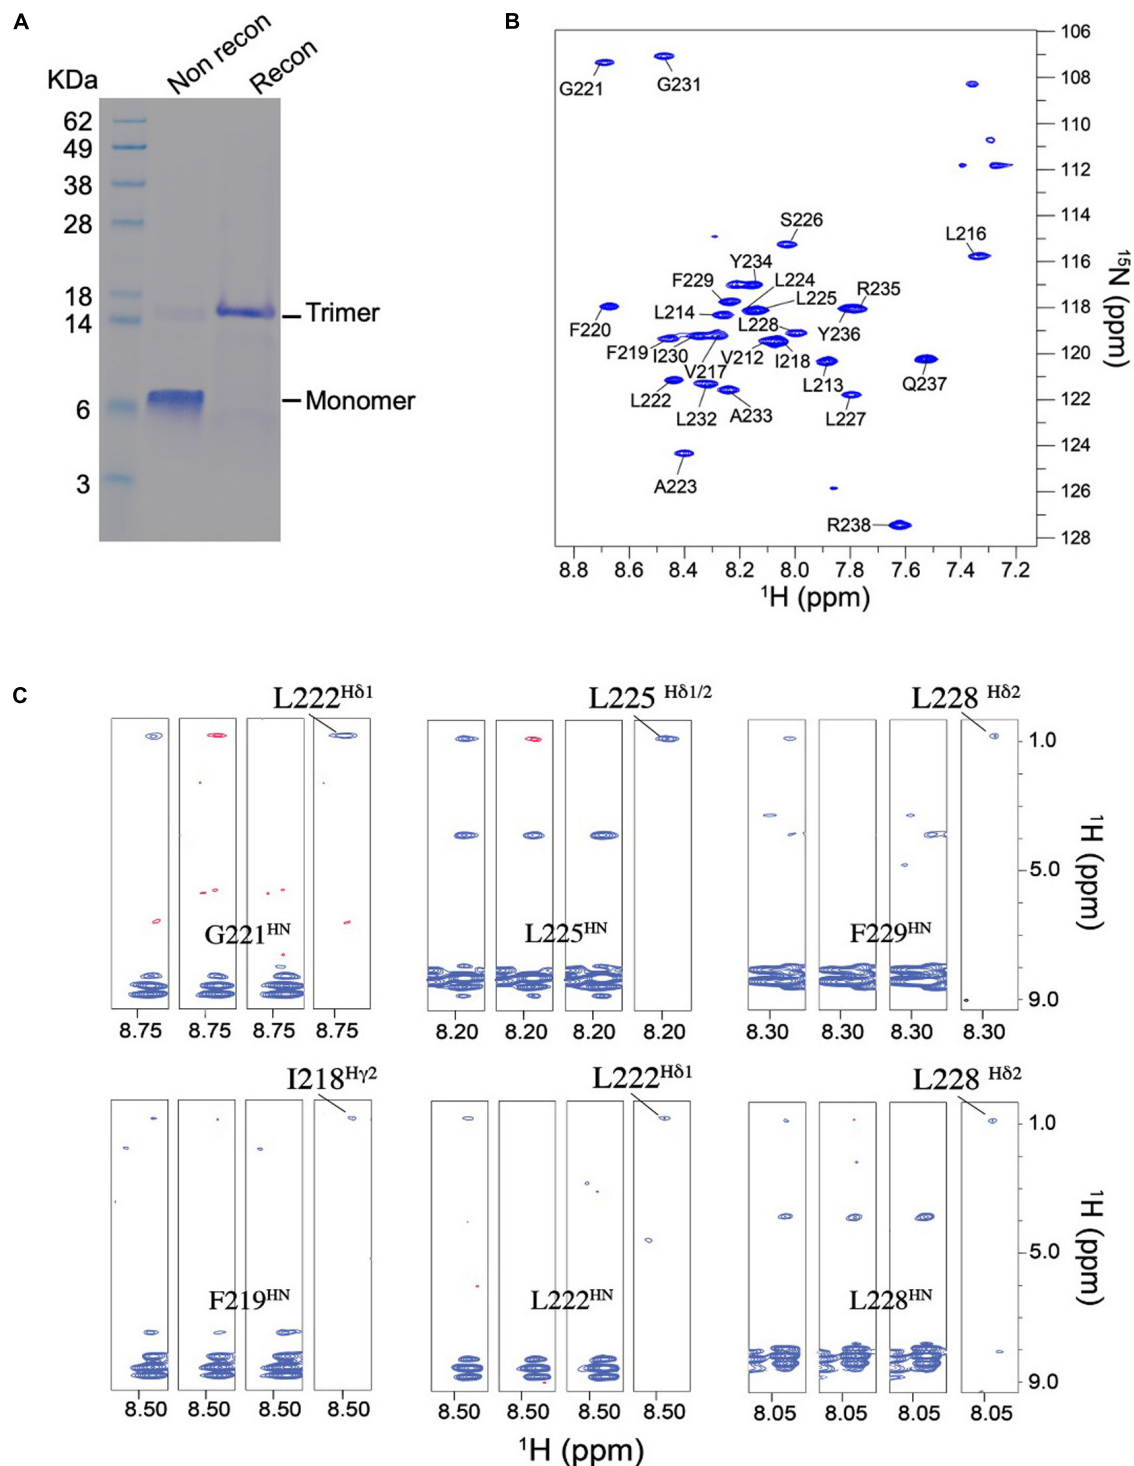 A
Non recon
Recon
KDa
62
49
38
28
18
14
6
3
Trimer
Monomer
B
G221
G231
S226
L216
Y234
F229
L224
L225
R235
L214
F220
L228
Y236
F219
I230
V217
V212
I218
L213
Q237
L222
L232
A233
L227
A223
R238
106
108
110
112
114
116
118
120
122
124
126
128
15N (ppm)
8.8 8.6 8.4 8.2 8.0 7.8 7.6 7.4 7.2
1H (ppm)
C
L222Hδ1
L225 Hδ1/2
L228 Hδ2
G221HN
L225HN
F229HN
1.0
5.0
9.0
1H (ppm)
8.75 8.75 8.75 8.75
8.20 8.20 8.20 8.20
8.30 8.30 8.30 8.30
I218Hγ2
L222Hδ1
L228 Hδ2
F219HN
L222HN
L228HN
1.0
5.0
9.0
1H (ppm)
8.50 8.50 8.50 8.50
8.50 8.50 8.50 8.50
8.05 8.05 8.05 8.05
1H (ppm)